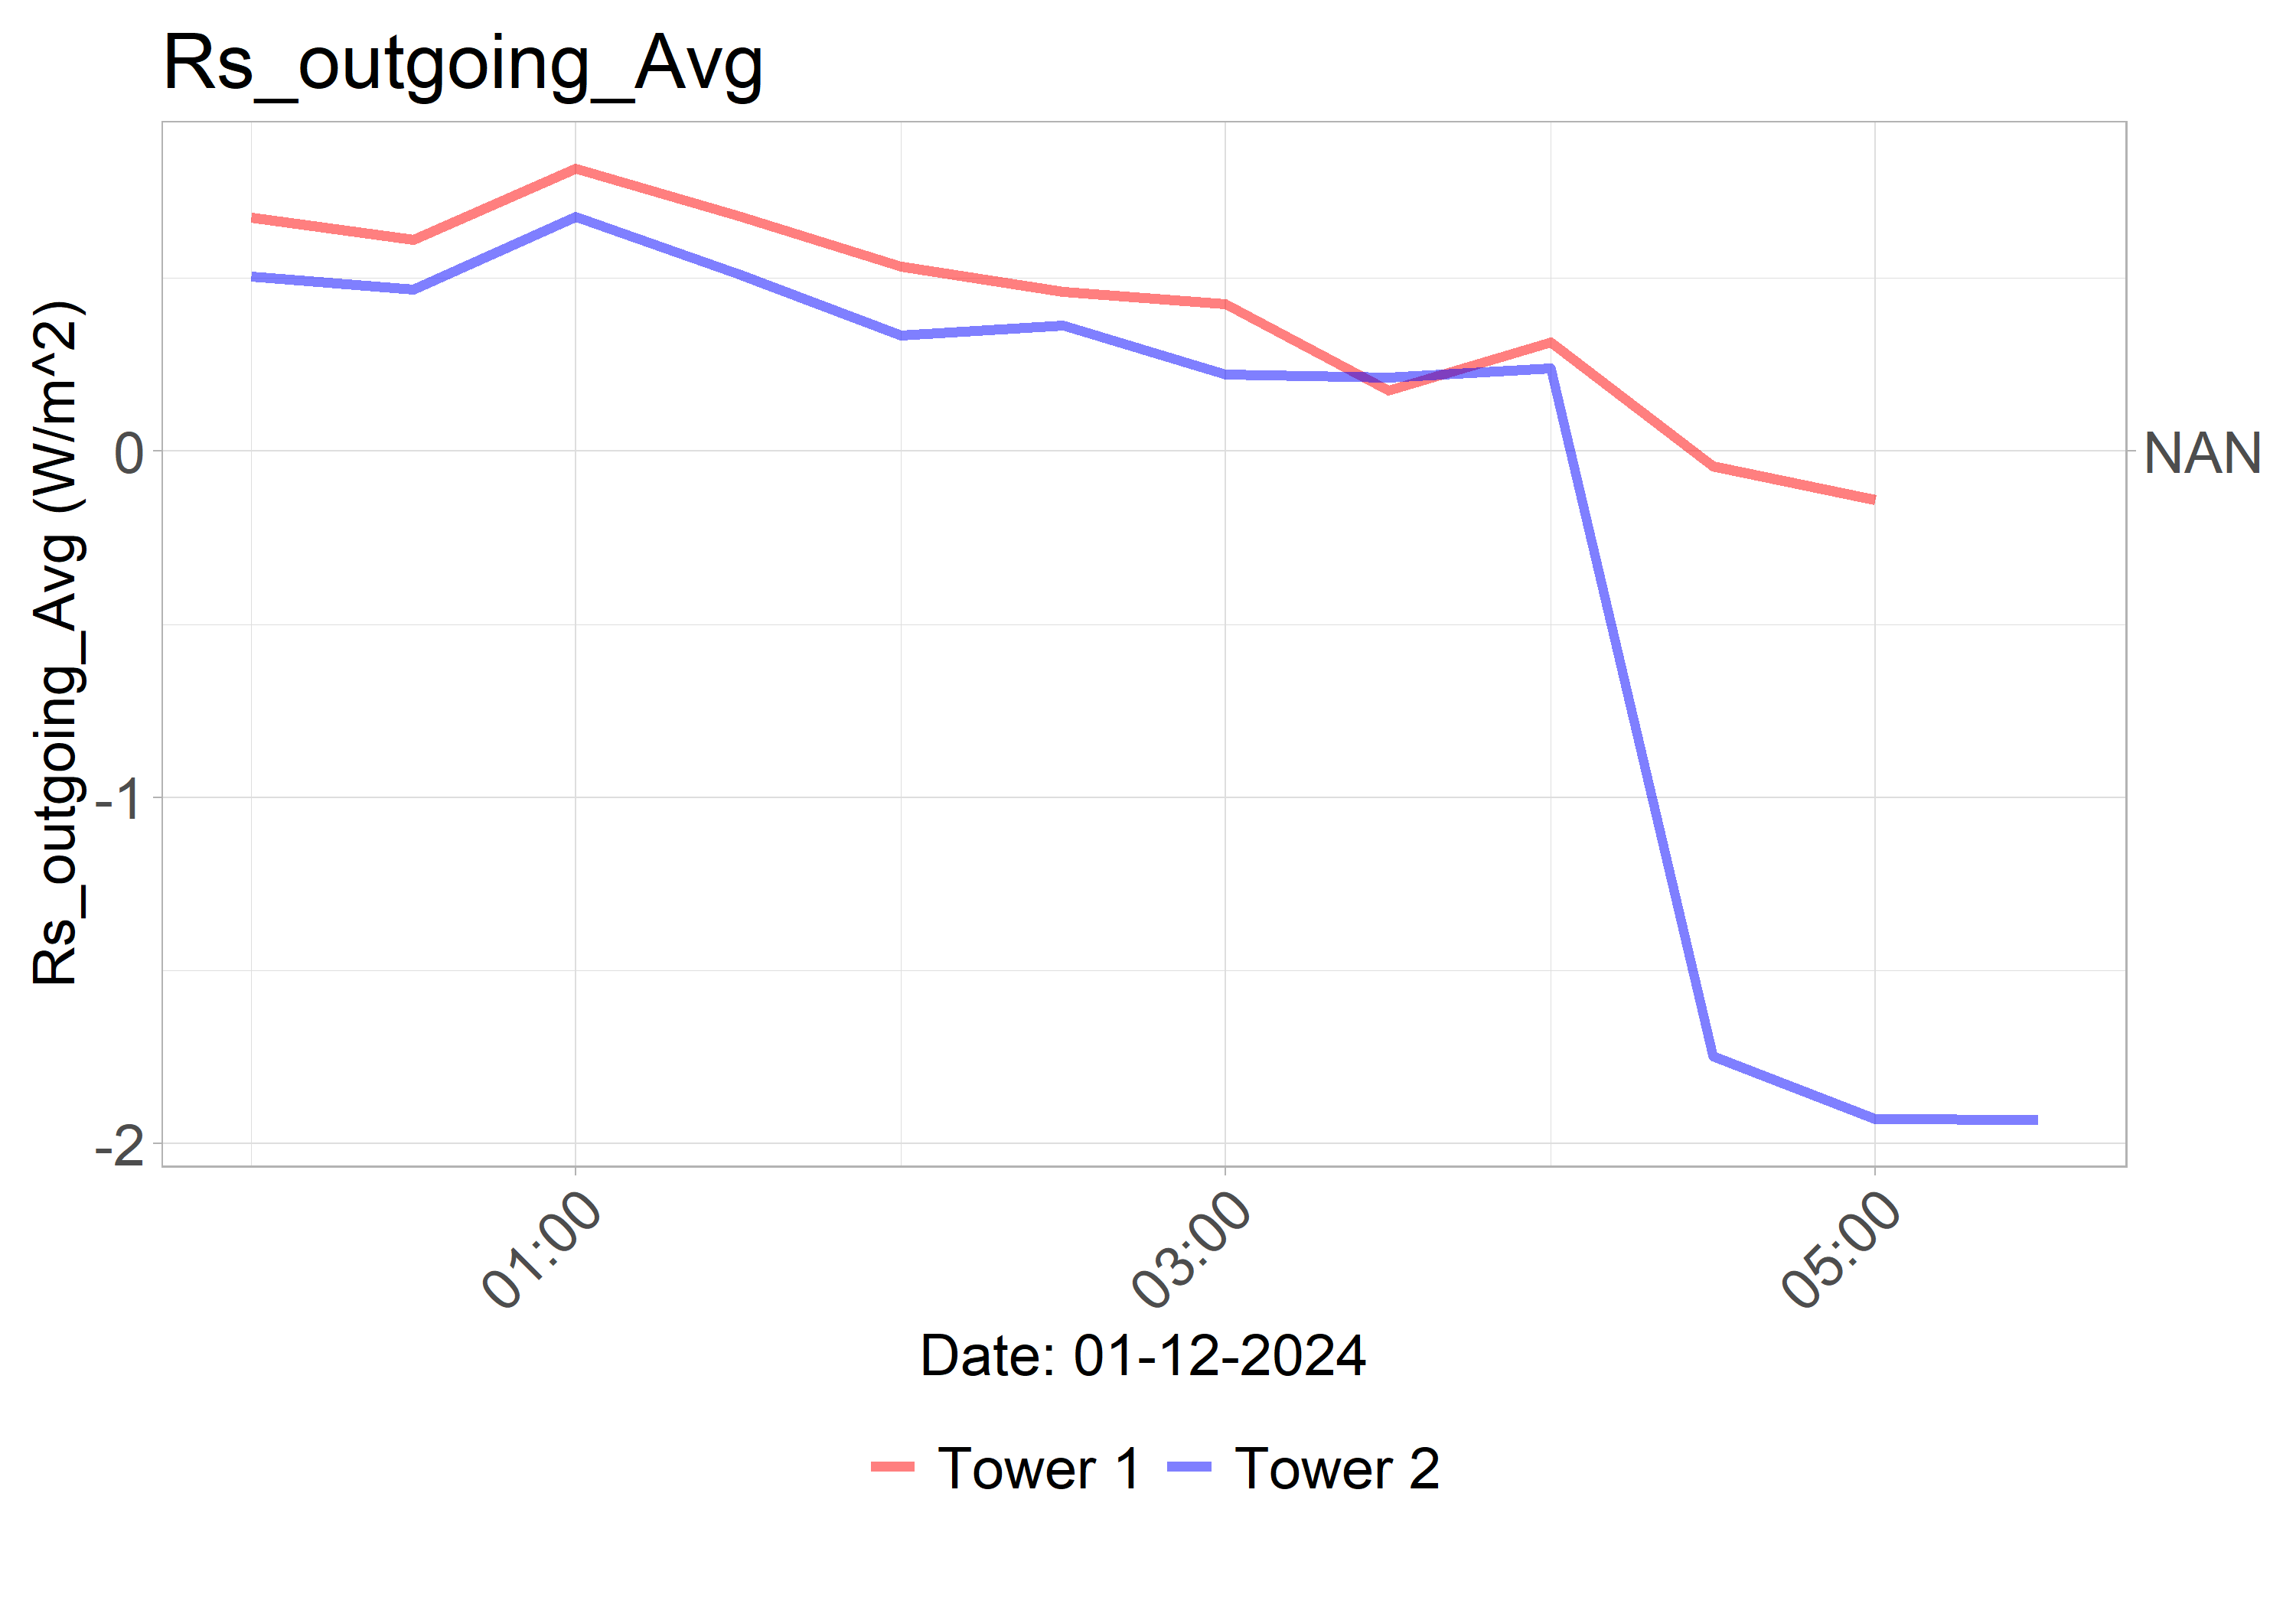 Rs_outgoing_Avg
Rs_outgoing_Avg (W/m^2)
0
-1
-2
NAN
01:00
03:00
05:00
Date: 01-12-2024
Tower 1
Tower 2